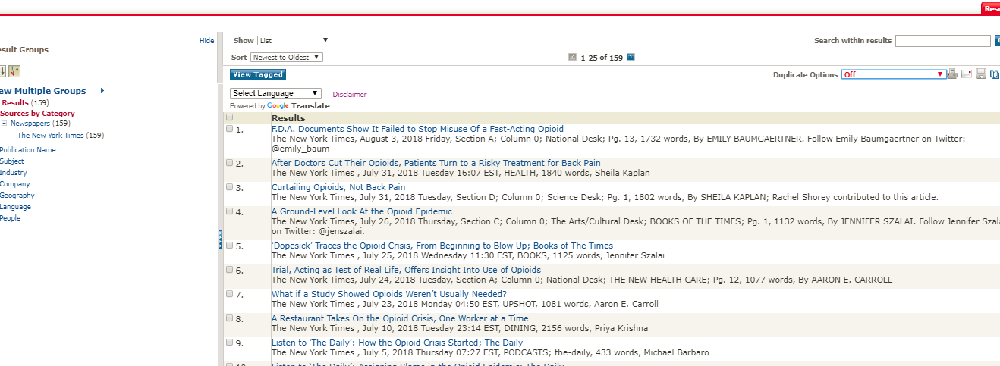 Resu
Hide
esult Groups
ew Multiple Groups
Results (159)
Sources by Category
Newspapers (159)
The New York Times (159)
Publication Name
Subject
Industry
Company
Geography
Language
People
Show List
Search within results
Sort Newest to Oldest
1-25 of 159
View Tagged
Duplicate Options Off
Select Language Disclaimer
Powered by Google Translate
Results
1. F.D.A. Documents Show It Failed to Stop Misuse Of a Fast-Acting Opioid
The New York Times, August 3, 2018 Friday, Section A; Column 0; National Desk; Pg. 13, 1732 words, By EMILY BAUMGAERTNER. Follow Emily Baumgaertner on Twitter:
@emily_baum
2. After Doctors Cut Their Opioids, Patients Turn to a Risky Treatment for Back Pain
The New York Times , July 31, 2018 Tuesday 16:07 EST, HEALTH, 1840 words, Sheila Kaplan
3. Curtailing Opioids, Not Back Pain
The New York Times, July 31, 2018 Tuesday, Section D; Column 0; Science Desk; Pg. 1, 1802 words, By SHEILA KAPLAN; Rachel Shorey contributed to this article.
4. A Ground-Level Look At the Opioid Epidemic
The New York Times, July 26, 2018 Thursday, Section C; Column 0; The Arts/Cultural Desk; BOOKS OF THE TIMES; Pg. 1, 1132 words, By JENNIFER SZALAI. Follow Jennifer Szala
on Twitter: @jenszalai.
5. ‘Dopesick’ Traces the Opioid Crisis, From Beginning to Blow Up; Books of The Times
The New York Times, July 25, 2018 Wednesday 11:30 EST, BOOKS, 1125 words, Jennifer Szalai
6. Trial, Acting as Test of Real Life, Offers Insight Into Use of Opioids
The New York Times, July 24, 2018 Tuesday, Section A; Column 0; National Desk; THE NEW HEALTH CARE; Pg. 12, 1077 words, By AARON E. CARROLL
7. What if a Study Showed Opioids Weren’t Usually Needed?
The New York Times , July 23, 2018 Monday 04:50 EST, UPSHOT, 1081 words, Aaron E. Carroll
8. A Restaurant Takes On the Opioid Crisis, One Worker at a Time
The New York Times , July 10, 2018 Tuesday 23:14 EST, DINING, 2156 words, Priya Krishna
9. Listen to ‘The Daily’: How the Opioid Crisis Started; The Daily
The New York Times , July 5, 2018 Thursday 07:27 EST, PODCASTS; the-daily, 433 words, Michael Barbaro
10. Listen to ‘The Daily’: Assigning Blame in the Opioid Epidemic; The Daily